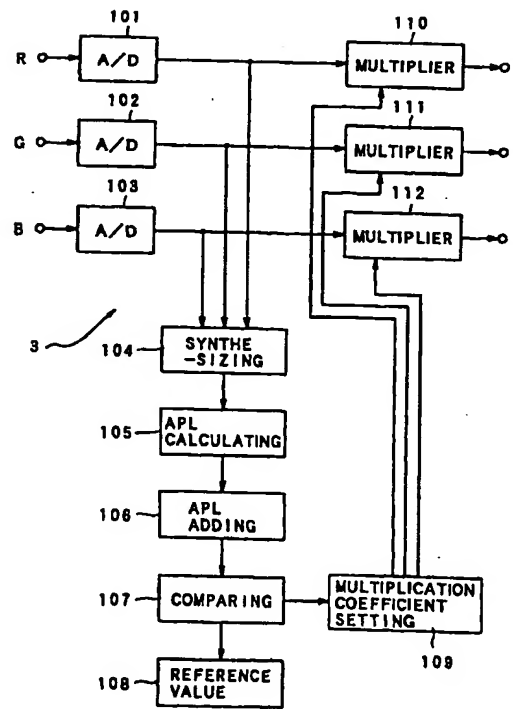 101
110
R
A/D
MULTIPLIER
102
111
G
A/D
MULTIPLIER
103
112
B
A/D
MULTIPLIER
3
104
SYNTHE
-SIZING
105
APL
CALCULATING
106
APL
ADDING
107
COMPARING
MULTIPLICATION
COEFFICIENT
SETTING
109
108
REFERENCE
VALUE